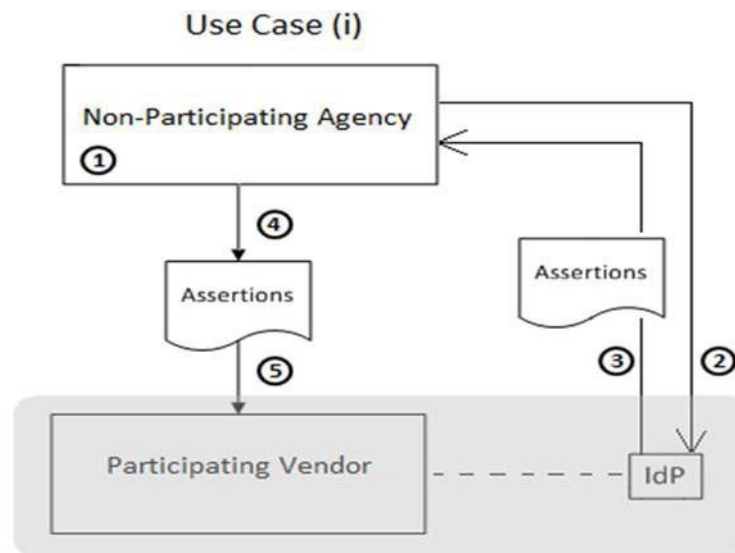 Use Case (i)
Non-Participating Agency
①
④
Assertions
Assertions
⑤
③
②
Participating Vendor
IdP